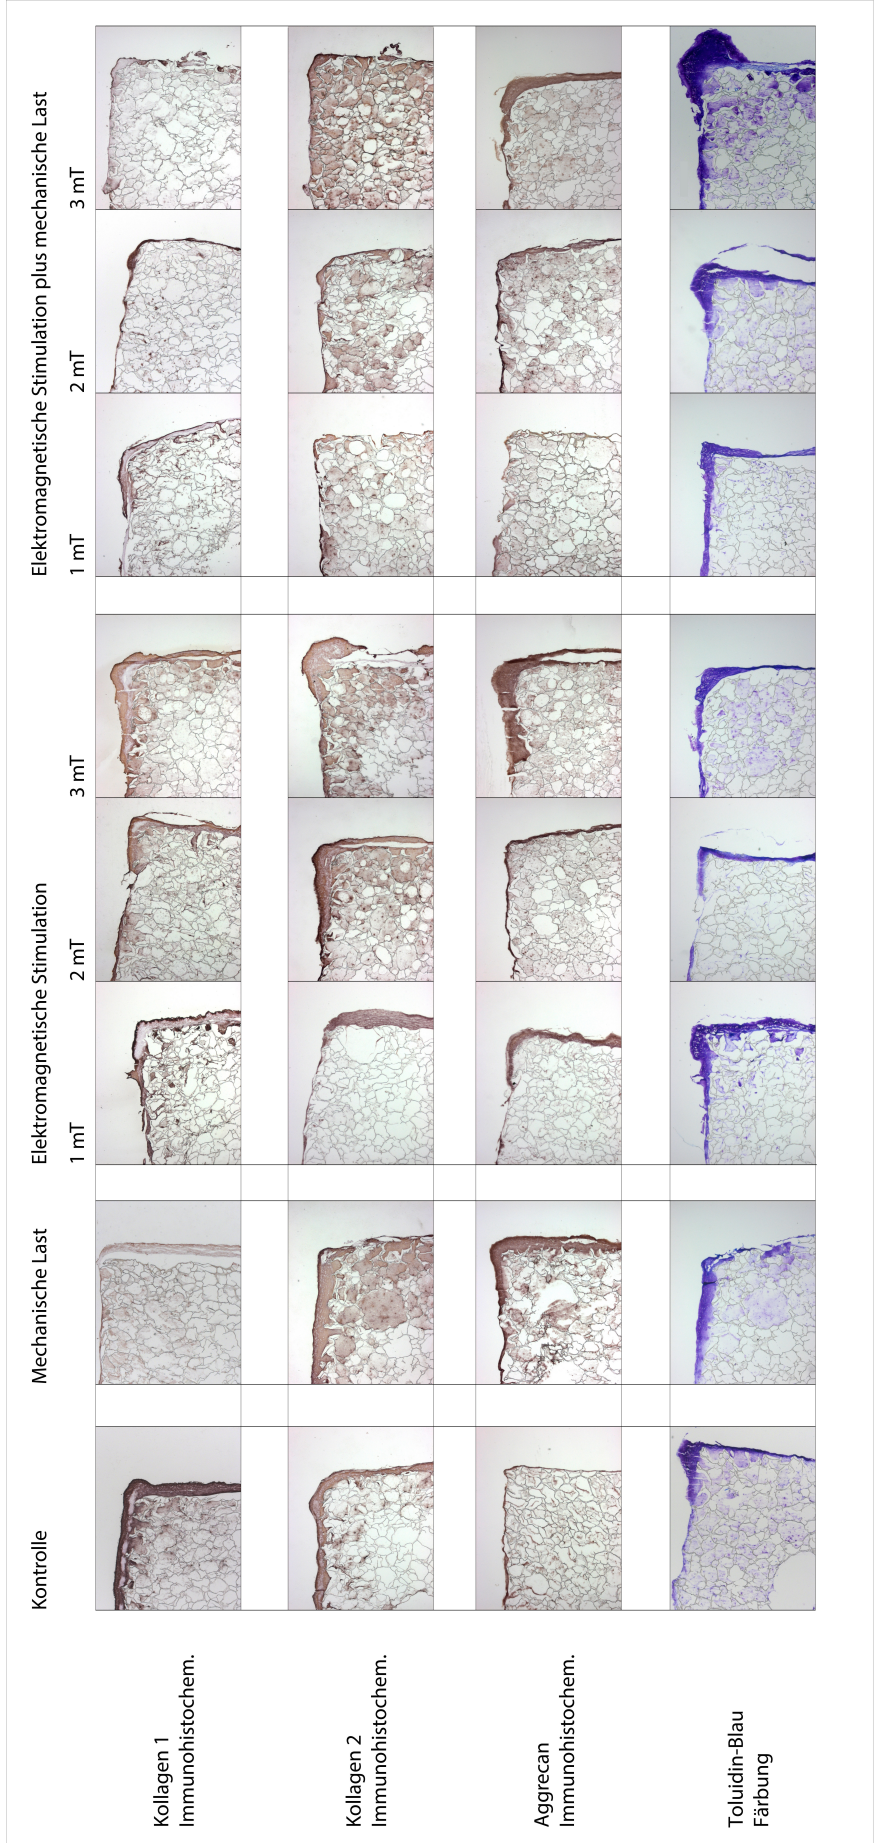 Kontrolle
Mechanische Last
Elektromagnetische Stimulation
1 mT
2 mT
3 mT
Elektromagnetische Stimulation plus mechanische Last
1 mT
2 mT
3 mT
Kollagen 1
Immunohistochem.
Kollagen 2
Immunohistochem.
Aggrecan
Immunohistochem.
Toluidin-Blau
Färbung